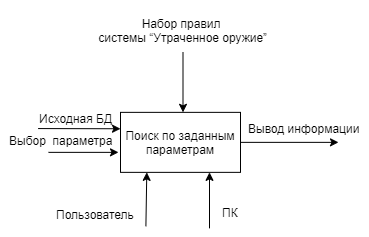 Набор правил
системы “Утраченное оружие”
Исходная БД
Выбор параметра
Поиск по заданным
параметрам
Вывод информации
Пользователь
ПК